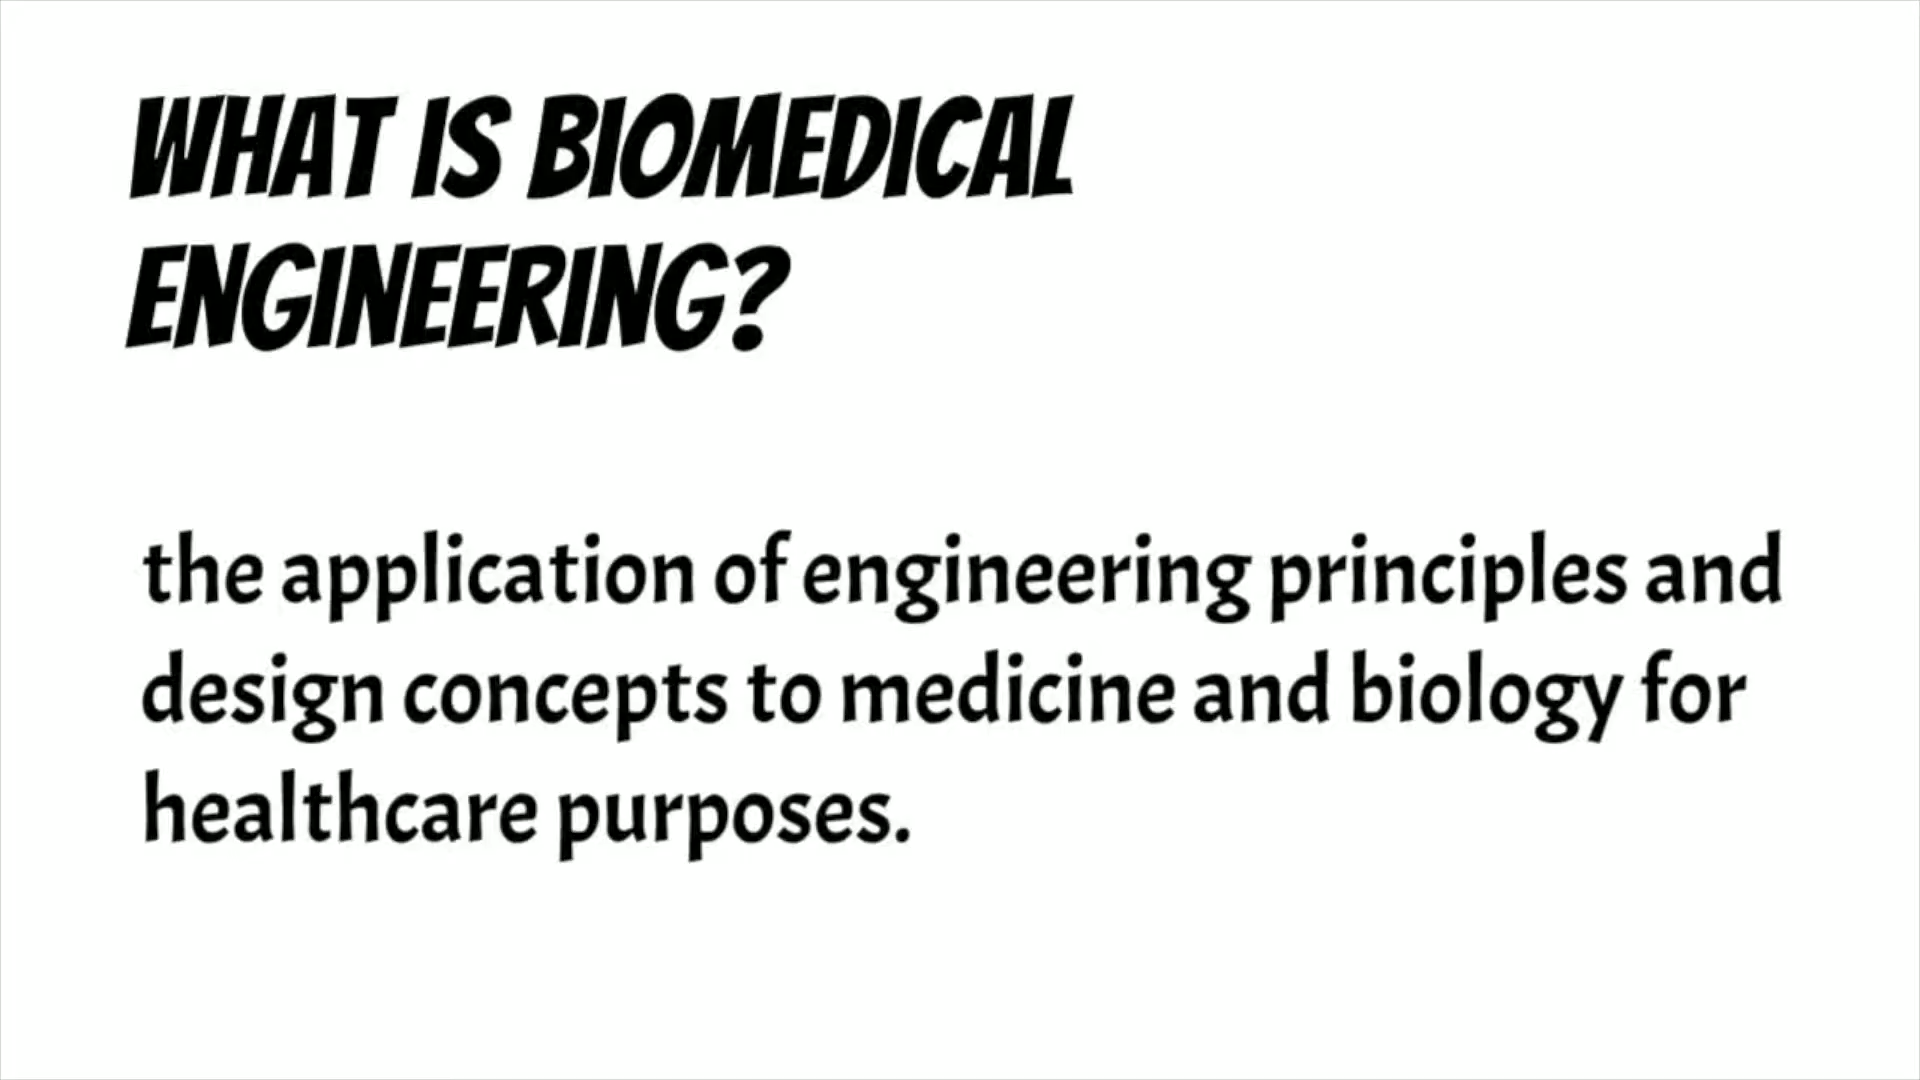 WHAT IS BIOMEDICAL
ENGINEERING?
the application of engineering principles and
design concepts to medicine and biology for
healthcare purposes.